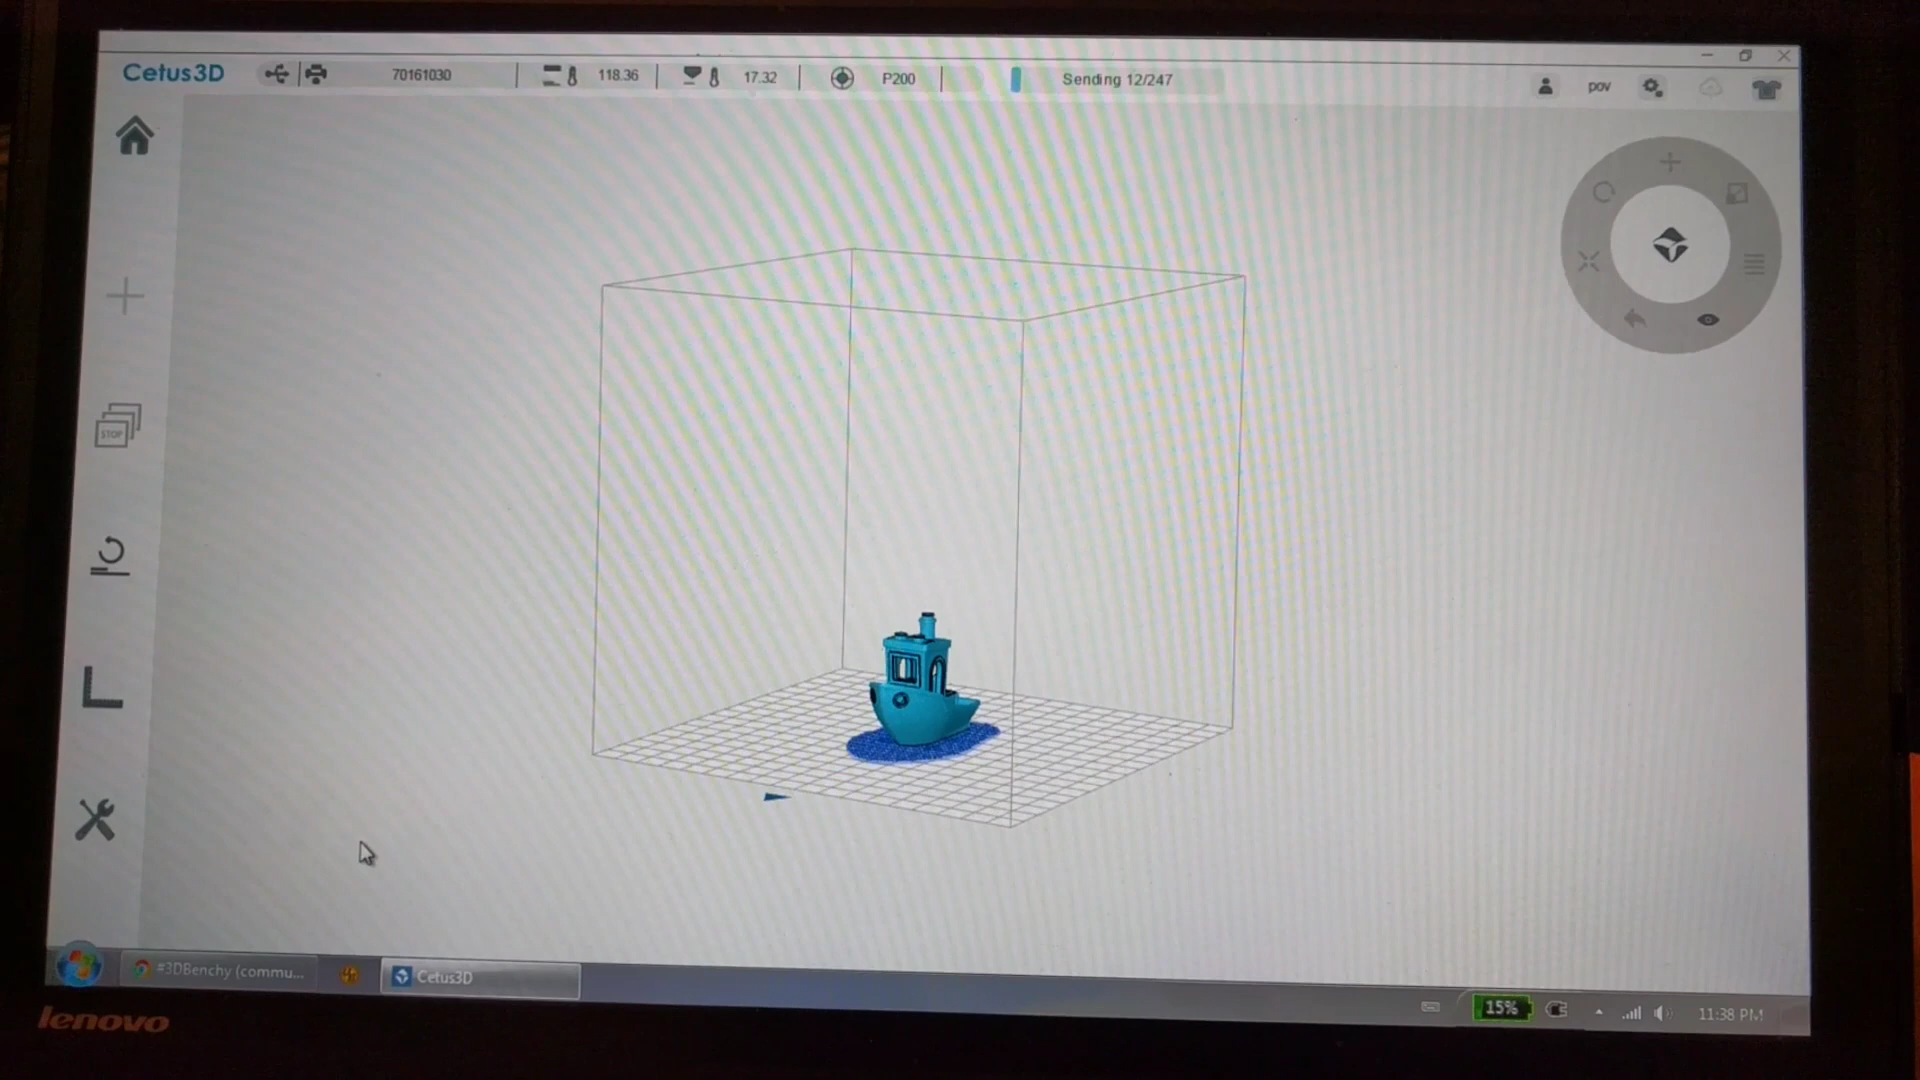 Cetus3D
70161030
118.36
17.32
P200
Sending 12/247
pov
STOP
#3DBenchy (commu...
Cetus3D
15%
11:38 PM
lenovo